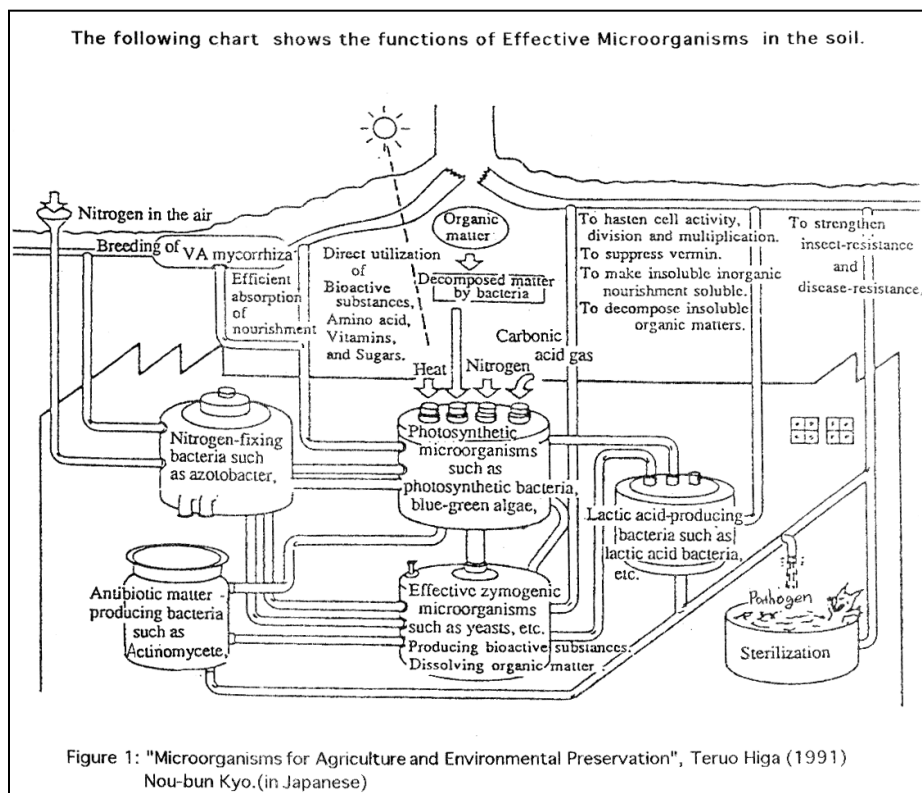 The following chart shows the functions of Effective Microorganisms in the soil.
Nitrogen in the air
Breeding of
VA mycorrhiza
Efficient
absorption
of
nourishment
Direct utilization
of
Bioactive
substances,
Amino acid,
Vitamins,
and Sugars.
Organic
matter
Decomposed matter
by bacteria
To hasten cell activity,
division and multiplication.
To suppress vermin.
To make insoluble inorganic
nourishment soluble.
To decompose insoluble
organic matters.
To strengthen
insect-resistance
and
disease-resistance,
Heat
Nitrogen
Carbonic
acid gas
Nitrogen-fixing
bacteria such
as azotobacter,
Photosynthetic
microorganisms
such as
photosynthetic bacteria,
blue-green algae,
Lactic acid-producing
bacteria such as
lactic acid bacteria,
etc.
Antibiotic matter
producing bacteria
such as
Actinomycete,
Effective zymogenic
microorganisms
such as yeasts, etc.
Producing bioactive substances.
Dissolving organic matter
Pathogen
Sterilization
Figure 1: "Microorganisms for Agriculture and Environmental Preservation", Teruo Higa (1991)
Nou-bun Kyo.(in Japanese)